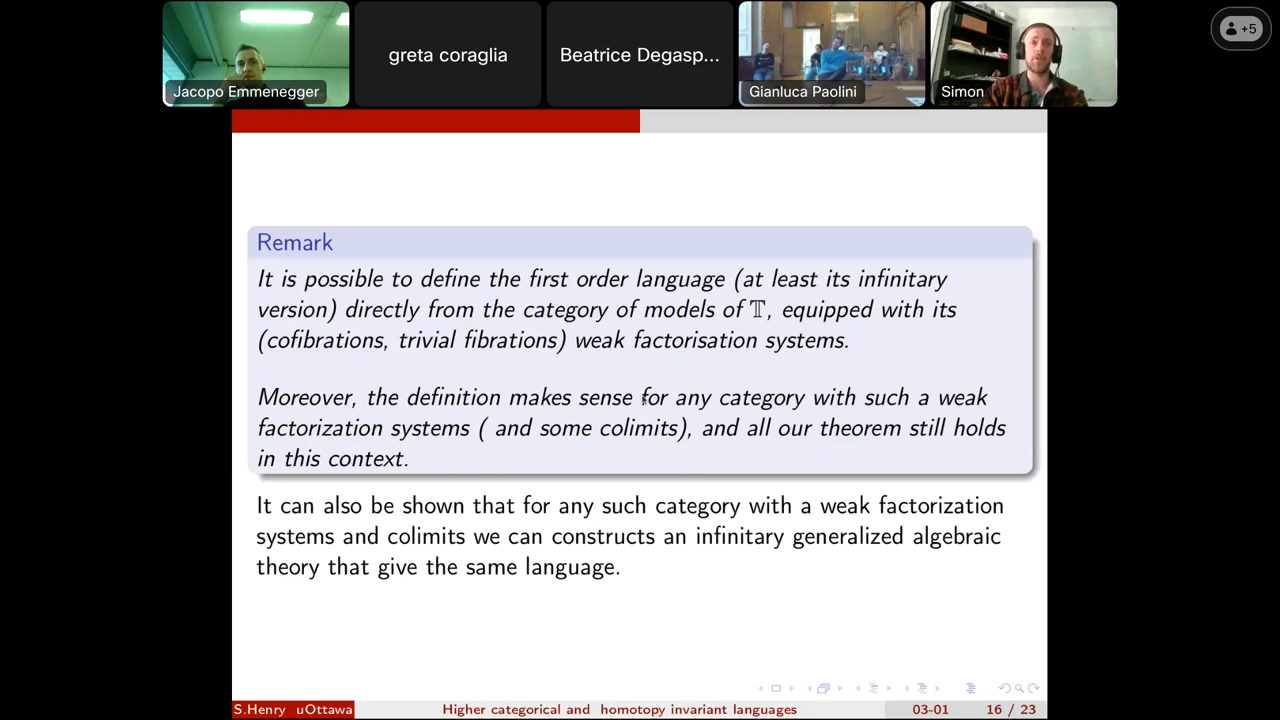 +5
Jacopo Emmenegger
greta coraglia
Beatrice Degasp...
Gianluca Paolini
Simon
Remark
It is possible to define the first order language (at least its infinitary
version) directly from the category of models of 𝕋, equipped with its
(cofibrations, trivial fibrations) weak factorisation systems.
Moreover, the definition makes sense for any category with such a weak
factorization systems ( and some colimits), and all our theorem still holds
in this context.
It can also be shown that for any such category with a weak factorization
systems and colimits we can constructs an infinitary generalized algebraic
theory that give the same language.
S.Henry uOttawa
Higher categorical and homotopy invariant languages
03-01
16 / 23